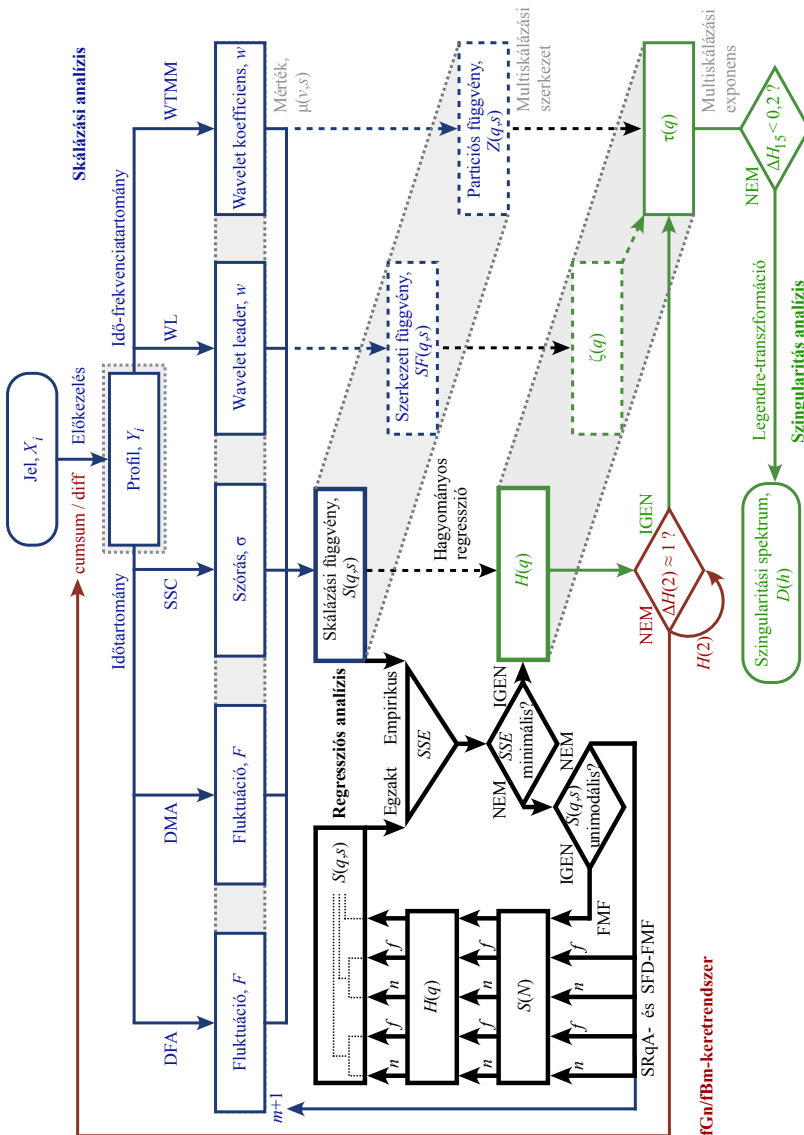 Skálázási analízis
Jel, Xi
cumsum / diff
Előkezelés
Profil, Yi
Időtartomány
Idő-frekvenciatartomány
DFA
DMA
SSC
WL
WTMM
Fluktuáció, F
Fluktuáció, F
Szórás, σ
Wavelet leader, w
Wavelet koefficiens, w
m+1
Mérték,
μ(v,s)
Regressziós analízis
S(q,s)
Skálázási függvény,
S(q,s)
Szerkezeti függvény,
SF(q,s)
Partíciós függvény,
Z(q,s)
Multiskálázási
szerkezet
Egzakt
Empirikus
SSE
Hagyományos
regresszió
n
f
n
f
H(q)
n
f
n
f
S(N)
n
f
n
f
FMF
SRqA- és SFD-FMF
SSE
minimális?
IGEN
NEM
S(q,s)
unimodális?
IGEN
NEM
H(q)
ζ(q)
τ(q)
Multiskálázási
exponens
ΔH(2) ≈ 1 ?
NEM
IGEN
H(2)
ΔH15 < 0,2 ?
NEM
Legendre-transzformáció
Szingularitás analízis
Szingularitási spektrum,
D(h)
fGn/fBm-keretrendszer